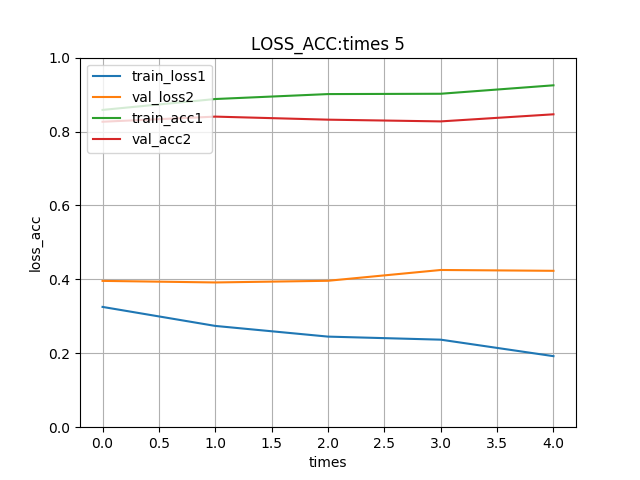 LOSS_ACC:times 5
train_loss1
val_loss2
train_acc1
val_acc2
1.0
0.8
0.6
0.4
0.2
0.0
loss_acc
0.0 0.5 1.0 1.5 2.0 2.5 3.0 3.5 4.0
times